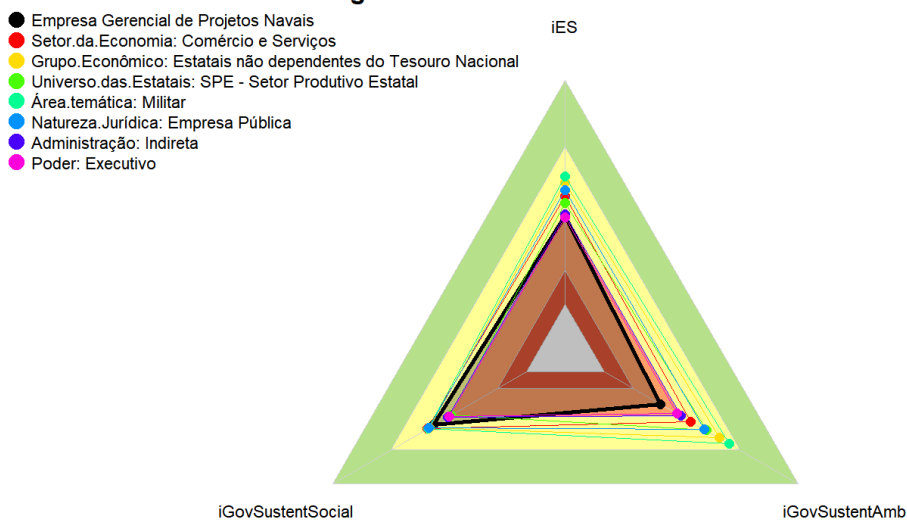 iES
Empresa Gerencial de Projetos Navais
Setor.da.Economia: Comércio e Serviços
Grupo.Econômico: Estatais não dependentes do Tesouro Nacional
Universo.das.Estatais: SPE - Setor Produtivo Estatal
Área.temática: Militar
Natureza.Jurídica: Empresa Pública
Administração: Indireta
Poder: Executivo
iGovSustentSocial
iGovSustentAmb